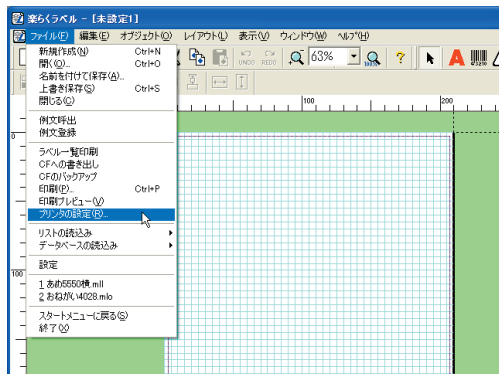 楽らくラベル - [未設定1]
ファイル(F) 編集(E) オブジェクト(O) レイアウト(L) 表示(V) ウィンドウ(W) ヘルプ(H)
新規作成(N) Ctrl+N
開く(O)... Ctrl+O
名前を付けて保存(A)...
上書き保存(S) Ctrl+S
閉じる(C)
UNDO REDO 63% ?
例文呼出
例文登録
ラベル一覧印刷
CFへの書き出し
CFのバックアップ
印刷(P)... Ctrl+P
印刷プレビュー(V)
プリンタの設定(R)...
リストの読込み
データベースの読込み
設定
1 あめ5550横.mll
2 おねがい4028.mlo
スタートメニューに戻る(S)
終了(X)
100 200
0
100